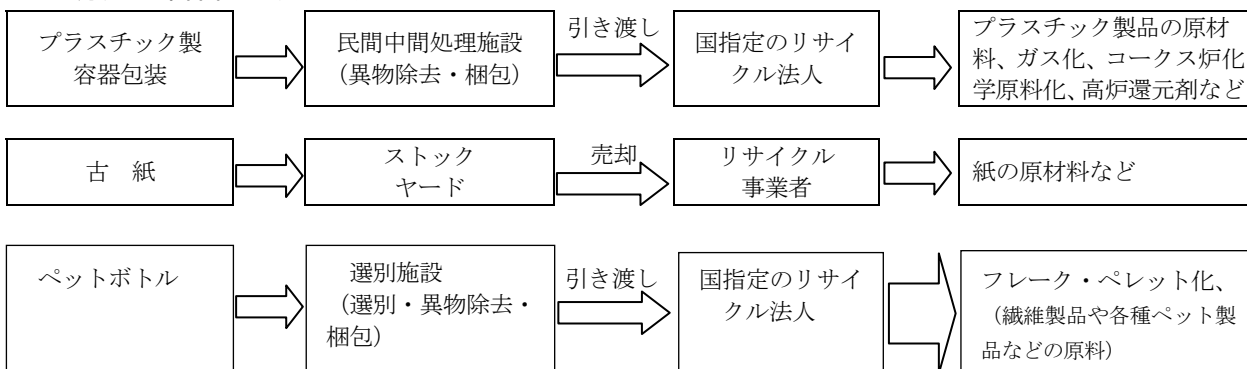 プラスチック製
容器包装
民間中間処理施設
（異物除去・梱包）
引き渡し
国指定のリサイ
クル法人
プラスチック製品の原材
料、ガス化、コークス炉化
学原料化、高炉還元剤など
古　紙
ストック
ヤード
売却
リサイクル
事業者
紙の原材料など
ペットボトル
選別施設
（選別・異物除去・
梱包）
引き渡し
国指定のリサイ
クル法人
フレーク・ペレット化、
（繊維製品や各種ペット製
品などの原料）